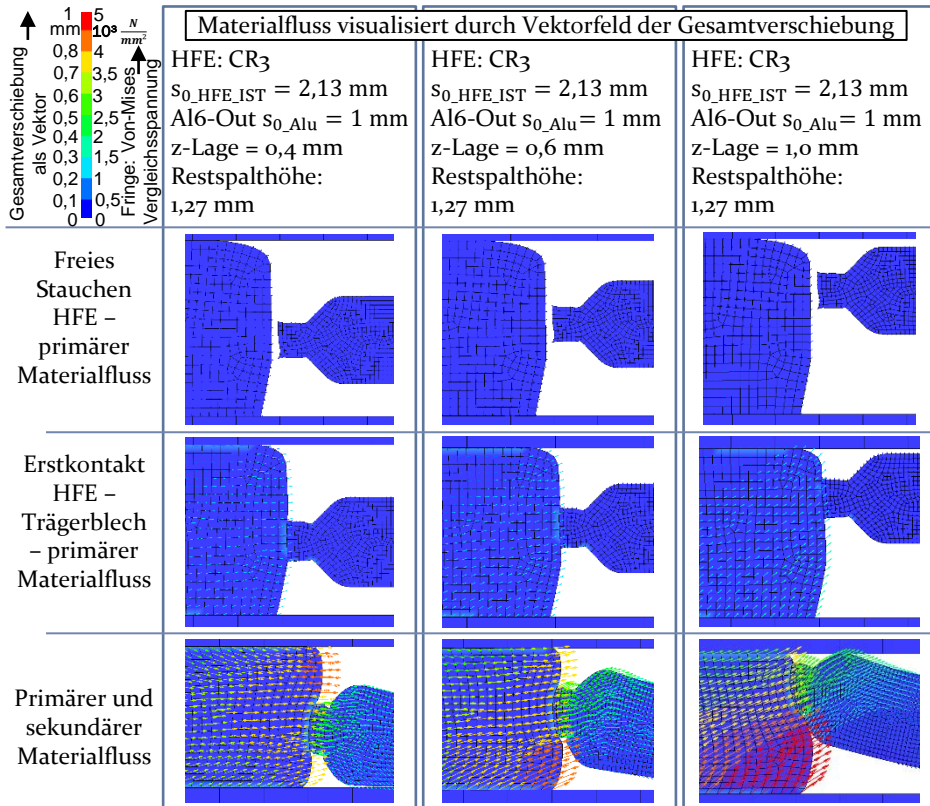 Materialfluss visualisiert durch Vektorfeld der Gesamtverschiebung
Gesamtverschiebung
als Vektor
1
mm
0,8
0,7
0,6
0,5
0,4
0,3
0,2
0,1
0
5
10³ N/mm²
4
3,5
3
2,5
2
1,5
1
0,5
0
Fringe: Von-Mises
Vergleichsspannung
HFE: CR3
s0_HFE_IST = 2,13 mm
Al6-Out s0_Alu = 1 mm
z-Lage = 0,4 mm
Restspalthöhe:
1,27 mm
HFE: CR3
s0_HFE_IST = 2,13 mm
Al6-Out s0_Alu= 1 mm
z-Lage = 0,6 mm
Restspalthöhe:
1,27 mm
HFE: CR3
s0_HFE_IST = 2,13 mm
Al6-Out s0_Alu= 1 mm
z-Lage = 1,0 mm
Restspalthöhe:
1,27 mm
Freies
Stauchen
HFE –
primärer
Materialfluss
Erstkontakt
HFE –
Trägerblech
– primärer
Materialfluss
Primärer und
sekundärer
Materialfluss